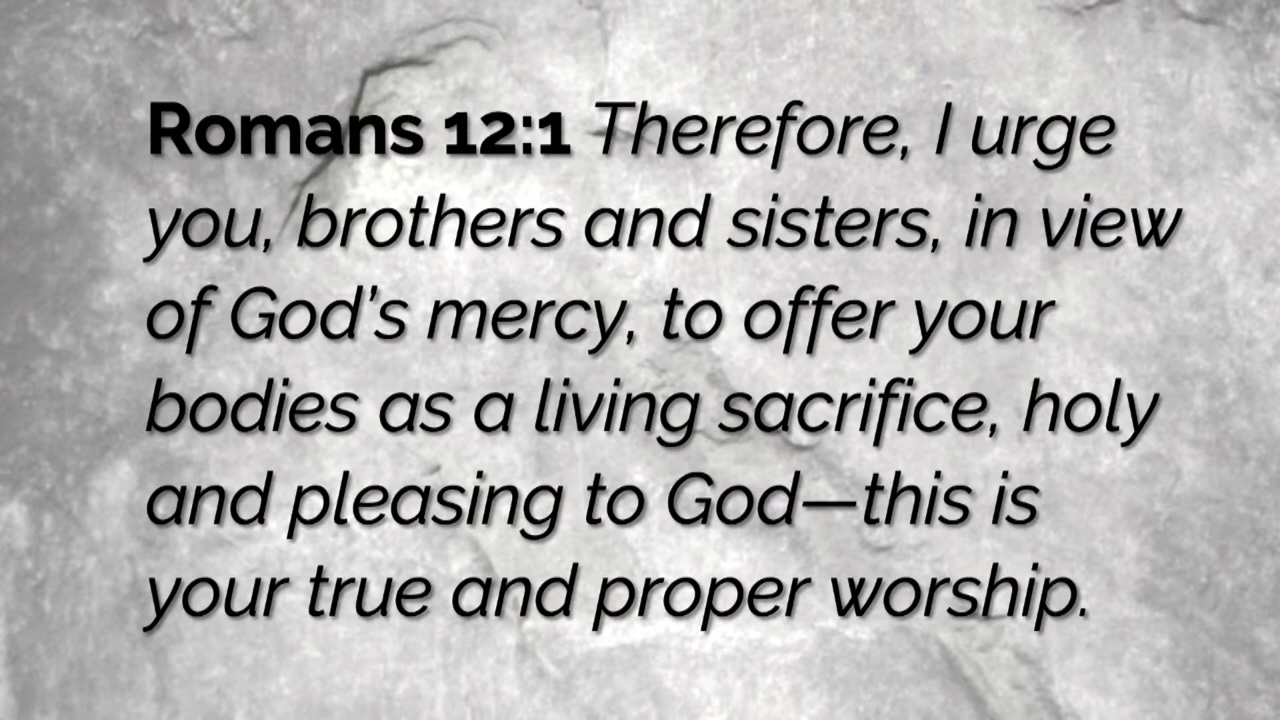 Romans 12:1 Therefore, I urge
you, brothers and sisters, in view
of God’s mercy, to offer your
bodies as a living sacrifice, holy
and pleasing to God—this is
your true and proper worship.